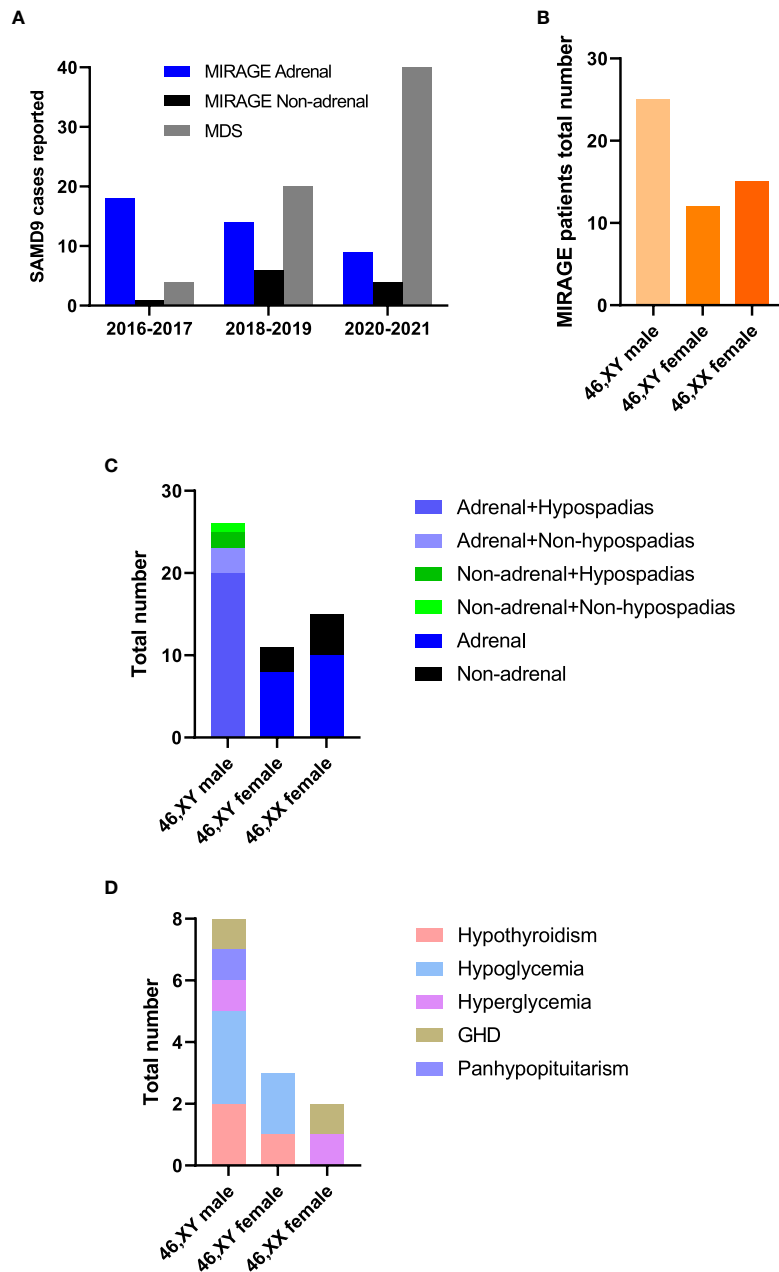 A
SAMD9 cases reported
40
30
20
10
0
MIRAGE Adrenal
MIRAGE Non-adrenal
MDS
2016-2017
2018-2019
2020-2021
B
MIRAGE patients total number
30
20
10
0
46,XY male
46,XY female
46,XX female
C
Total number
30
20
10
0
46,XY male
46,XY female
46,XX female
Adrenal+Hypospadias
Adrenal+Non-hypospadias
Non-adrenal+Hypospadias
Non-adrenal+Non-hypospadias
Adrenal
Non-adrenal
D
Total number
8
6
4
2
0
46,XY male
46,XY female
46,XX female
Hypothyroidism
Hypoglycemia
Hyperglycemia
GHD
Panhypopituitarism